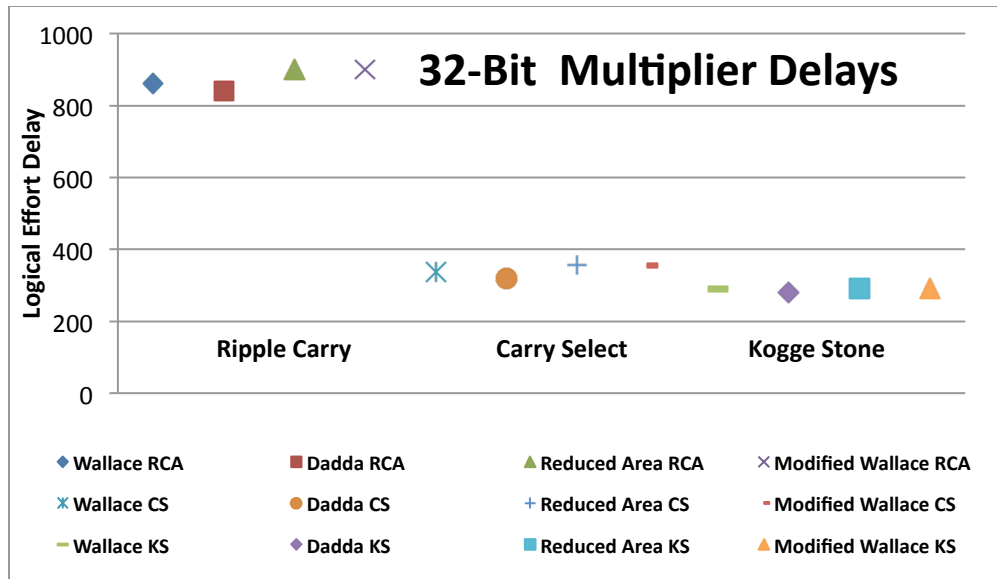 32-Bit Multiplier Delays
Logical Effort Delay
1000
800
600
400
200
0
Ripple Carry Carry Select Kogge Stone
Wallace RCA Dadda RCA Reduced Area RCA Modified Wallace RCA
Wallace CS Dadda CS Reduced Area CS Modified Wallace CS
Wallace KS Dadda KS Reduced Area KS Modified Wallace KS